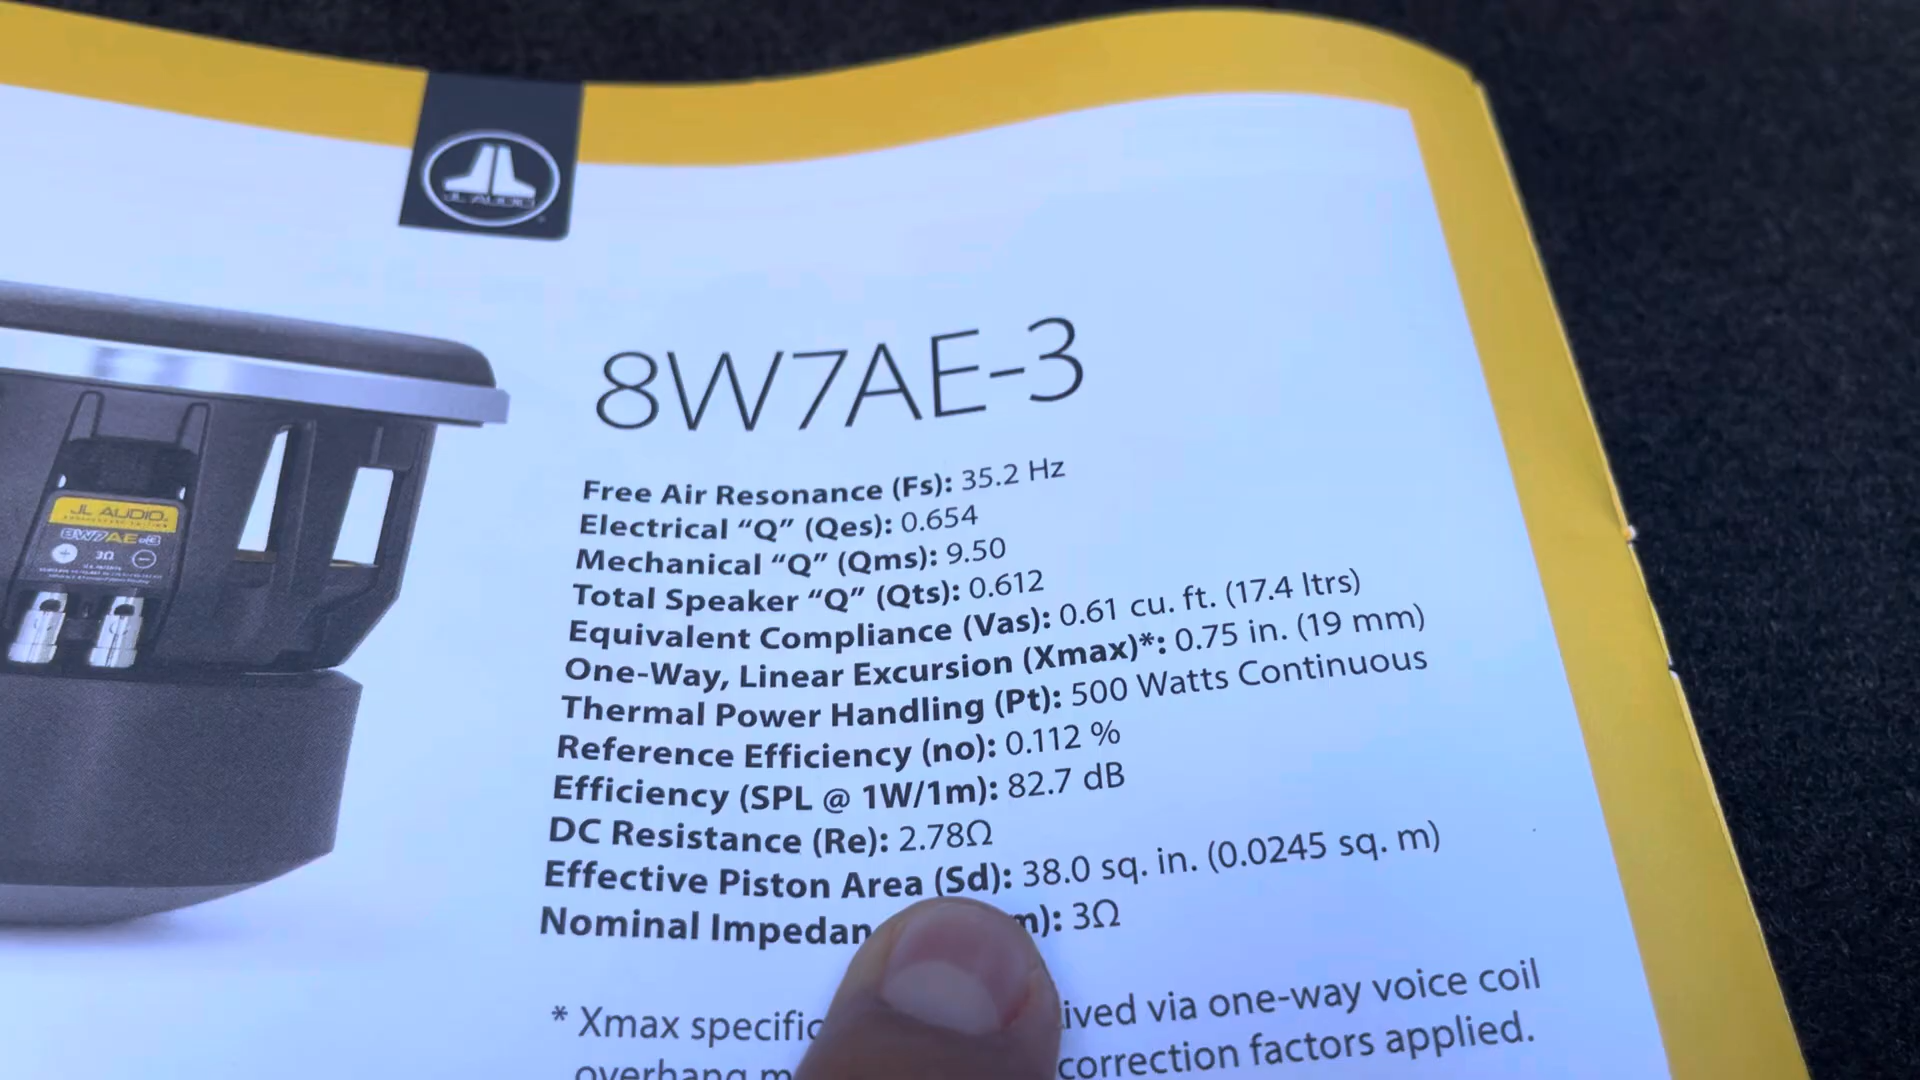 JL AUDIO
8W7AE-3
JL AUDIO
8W7AE-3
3Ω
Free Air Resonance (Fs): 35.2 Hz
Electrical “Q” (Qes): 0.654
Mechanical “Q” (Qms): 9.50
Total Speaker “Q” (Qts): 0.612
Equivalent Compliance (Vas): 0.61 cu. ft. (17.4 ltrs)
One-Way, Linear Excursion (Xmax)*: 0.75 in. (19 mm)
Thermal Power Handling (Pt): 500 Watts Continuous
Reference Efficiency (no): 0.112 %
Efficiency (SPL @ 1W/1m): 82.7 dB
DC Resistance (Re): 2.78Ω
Effective Piston Area (Sd): 38.0 sq. in. (0.0245 sq. m)
Nominal 3Ω
* Xmax via one-way voice coil
overhang correction factors applied.